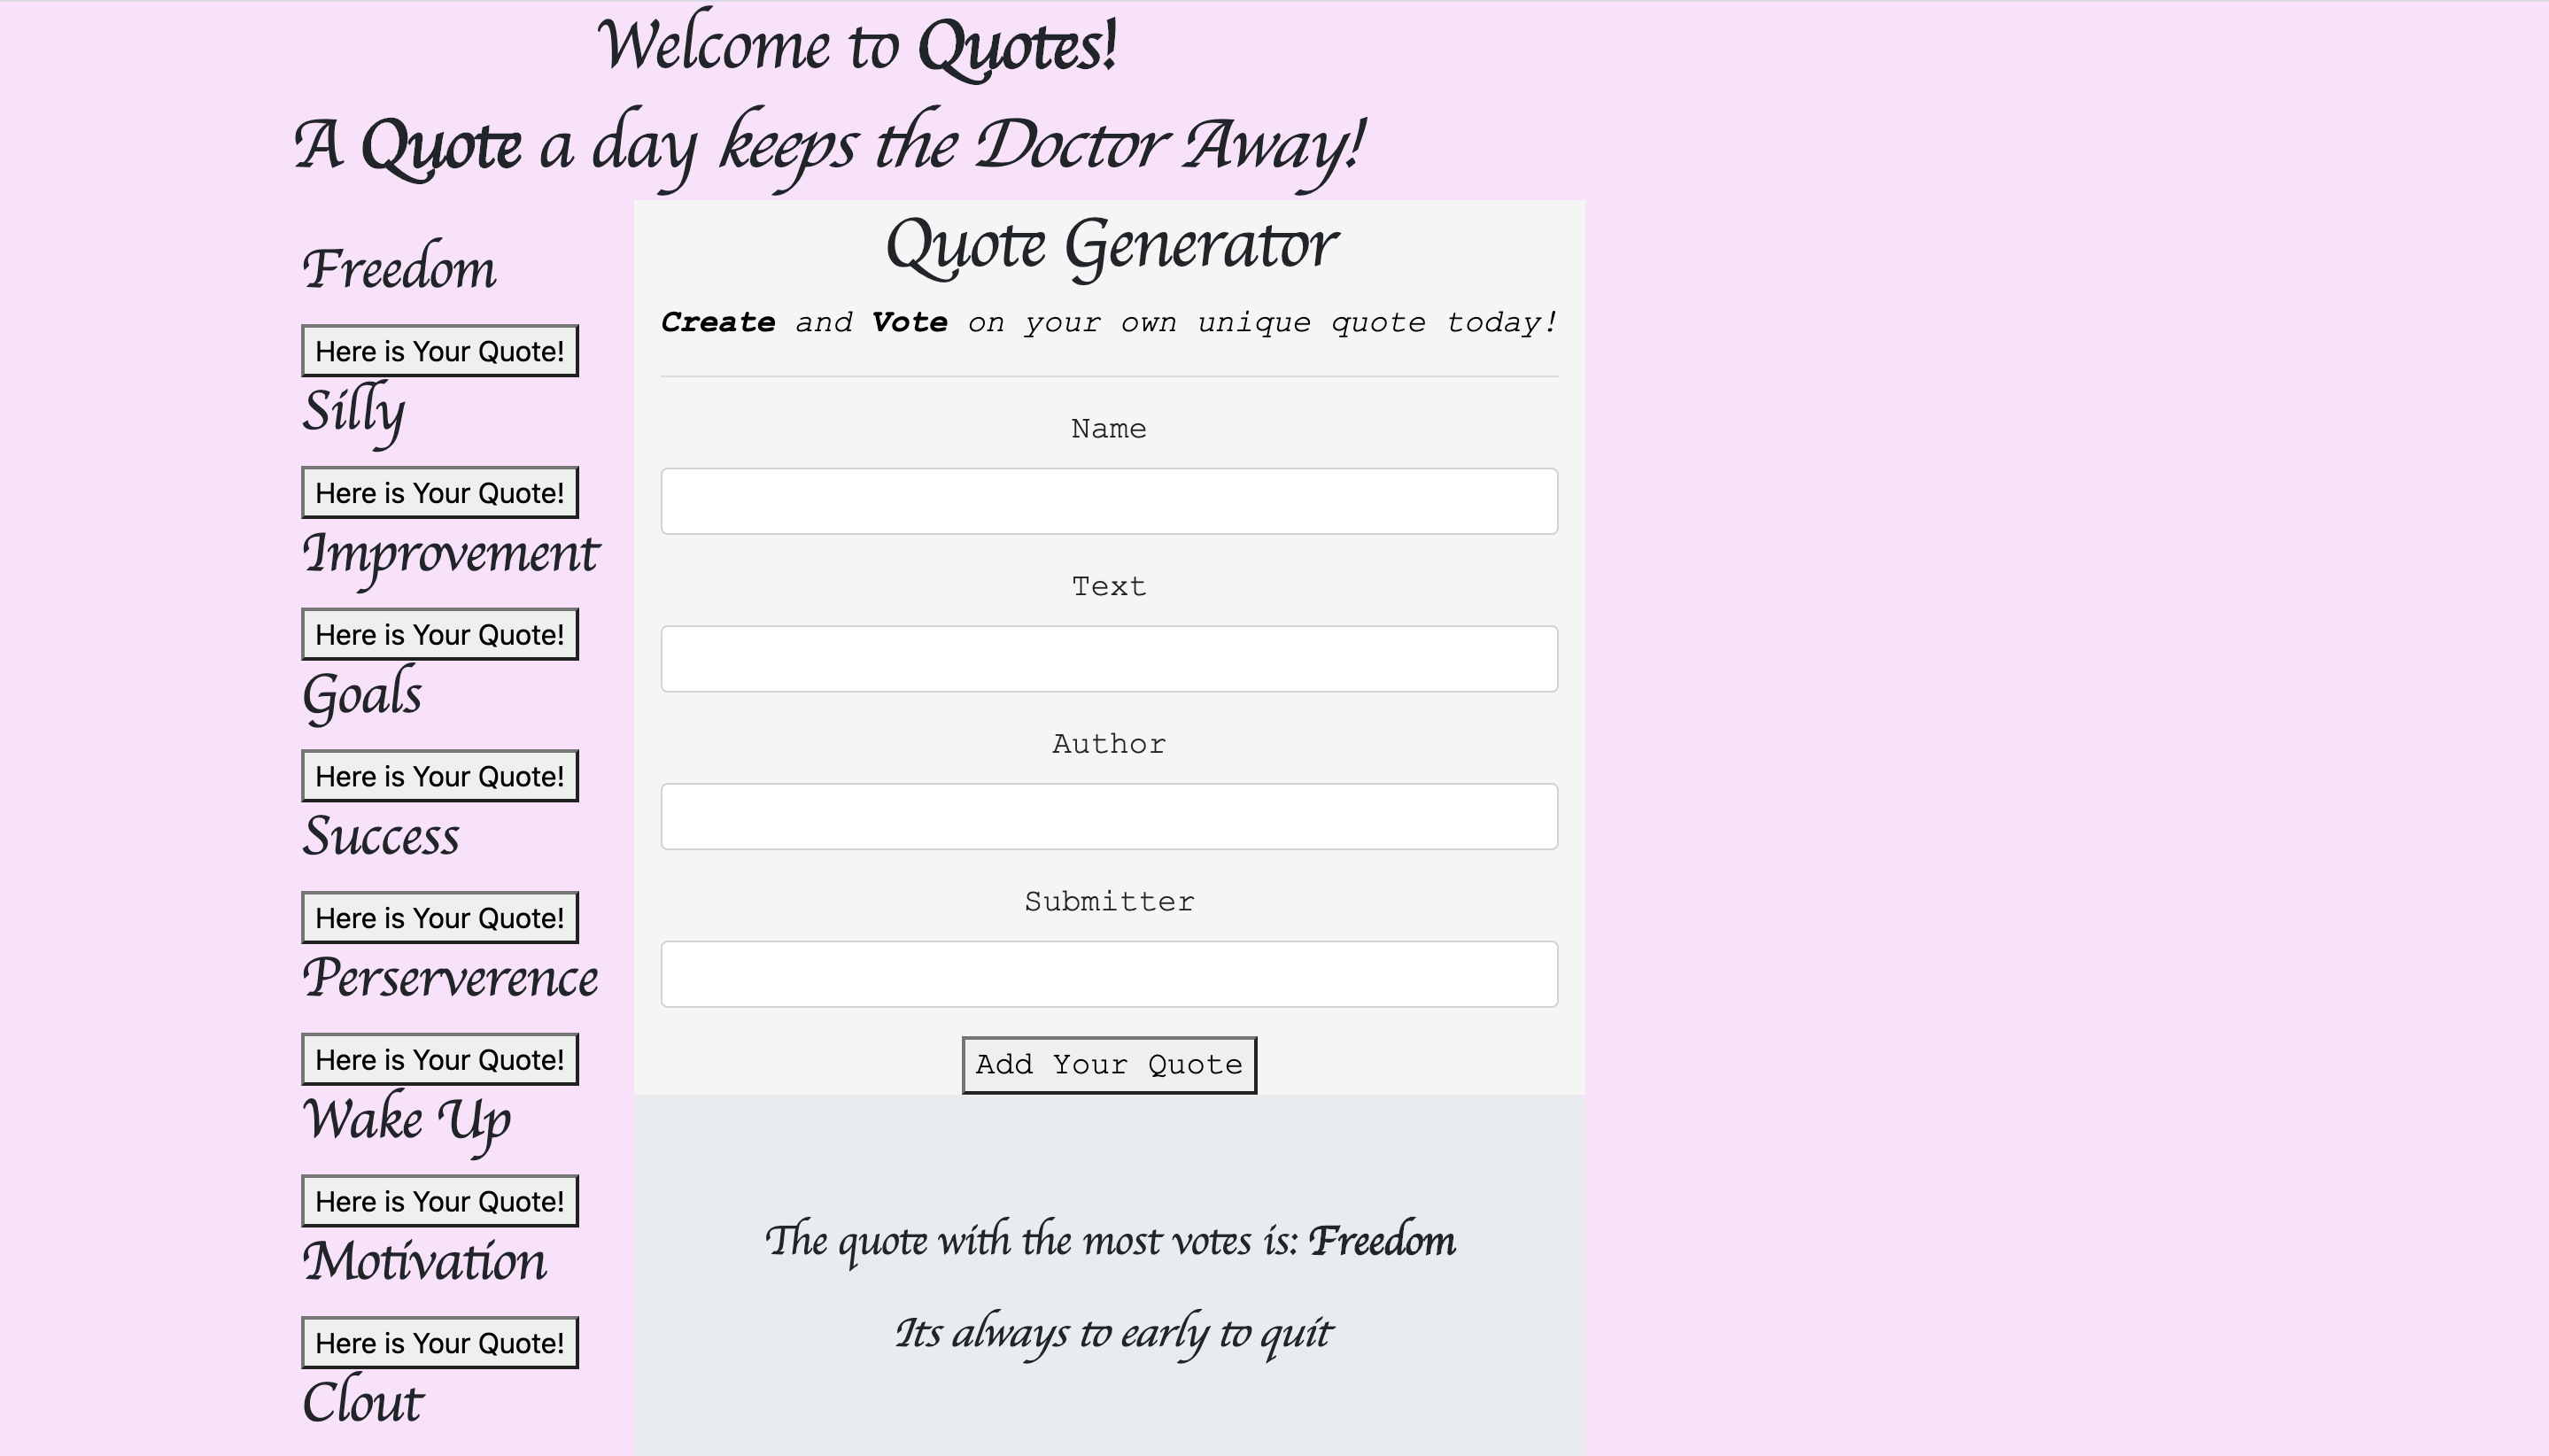 Welcome to Quotes!
A Quote a day keeps the Doctor Away!
Freedom
Here is Your Quote!
Silly
Here is Your Quote!
Improvement
Here is Your Quote!
Goals
Here is Your Quote!
Success
Here is Your Quote!
Perserverence
Here is Your Quote!
Wake Up
Here is Your Quote!
Motivation
Here is Your Quote!
Clout
Quote Generator
Create and Vote on your own unique quote today!
Name
Text
Author
Submitter
Add Your Quote
The quote with the most votes is: Freedom
Its always to early to quit